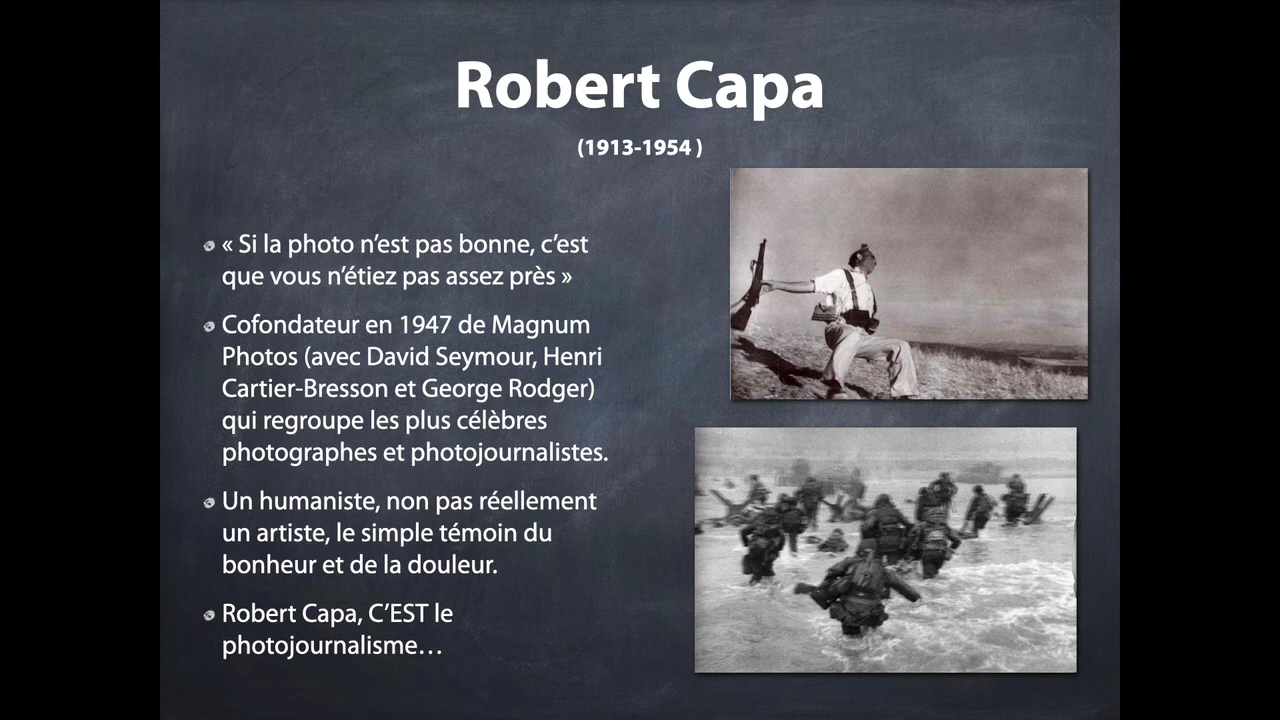 Robert Capa
(1913-1954 )
« Si la photo n’est pas bonne, c’est
que vous n’étiez pas assez près »
Cofondateur en 1947 de Magnum
Photos (avec David Seymour, Henri
Cartier-Bresson et George Rodger)
qui regroupe les plus célèbres
photographes et photojournalistes.
Un humaniste, non pas réellement
un artiste, le simple témoin du
bonheur et de la douleur.
Robert Capa, C’EST le
photojournalisme…